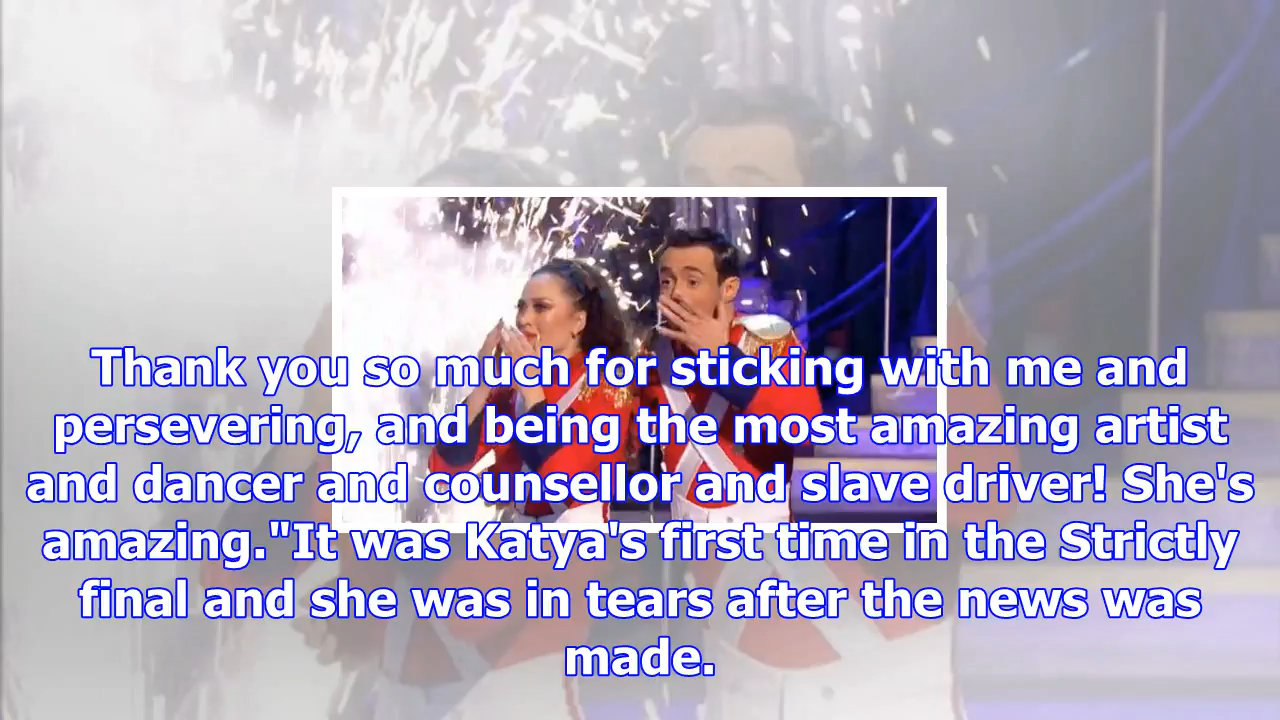 Thank you so much for sticking with me and
persevering, and being the most amazing artist
and dancer and counsellor and slave driver! She's
amazing."It was Katya's first time in the Strictly
final and she was in tears after the news was
made.